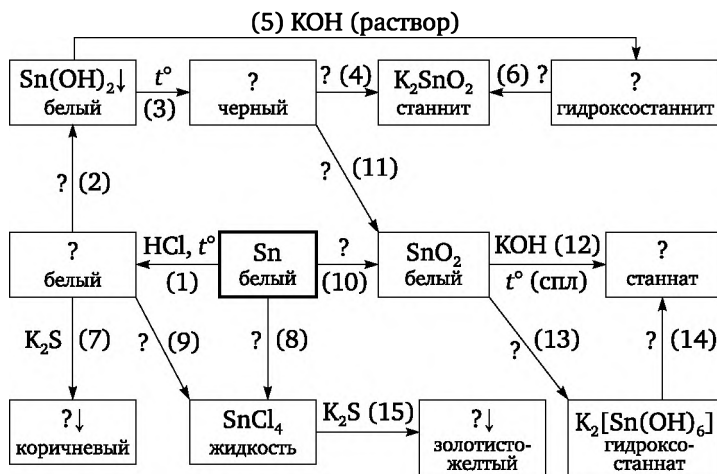 (5) KOH (раствор)
Sn(OH)₂↓
белый
t°
(3)
?
черный
? (4)
K₂SnO₂
станнит
(6) ?
?
гидроксостаннит
? (2)
? (11)
?
белый
HCl, t°
(1)
Sn
белый
?
(10)
SnO₂
белый
KOH (12)
t° (спл)
?
станнат
K₂S (7)
? (9)
? (8)
? (13)
? (14)
?↓
коричневый
SnCl₄
жидкость
K₂S (15)
?↓
золотисто-
желтый
K₂[Sn(OH)₆]
гидроксо-
станнат